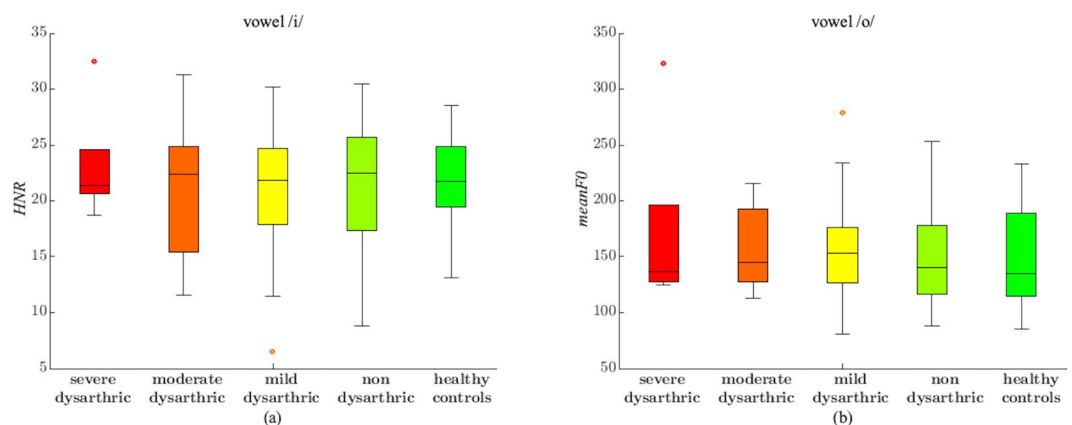 vowel /i/
35
30
25
20
15
10
5
HNR
severe dysarthric
moderate dysarthric
mild dysarthric
non dysarthric
healthy controls
(a)
vowel /o/
350
300
250
200
150
100
50
meanF0
severe dysarthric
moderate dysarthric
mild dysarthric
non dysarthric
healthy controls
(b)